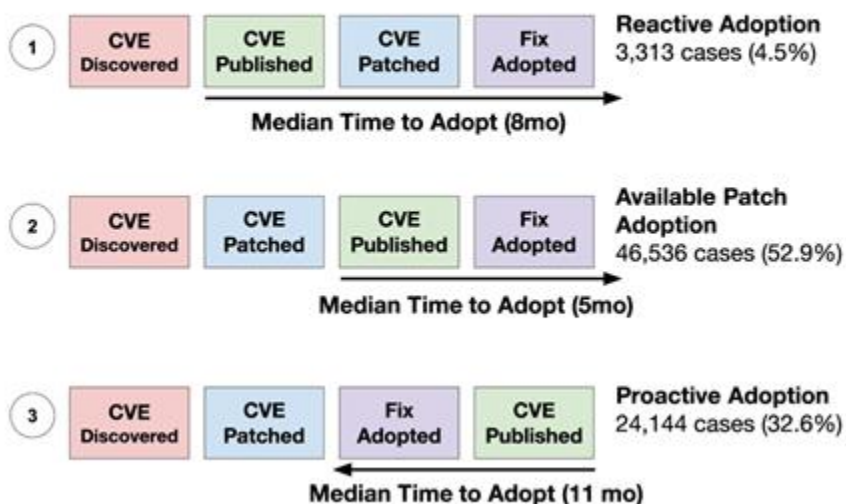 1
CVE
Discovered
CVE
Published
CVE
Patched
Fix
Adopted
Reactive Adoption
3,313 cases (4.5%)
Median Time to Adopt (8mo)
2
CVE
Discovered
CVE
Patched
CVE
Published
Fix
Adopted
Available Patch
Adoption
46,536 cases (52.9%)
Median Time to Adopt (5mo)
3
CVE
Discovered
CVE
Patched
Fix
Adopted
CVE
Published
Proactive Adoption
24,144 cases (32.6%)
Median Time to Adopt (11 mo)